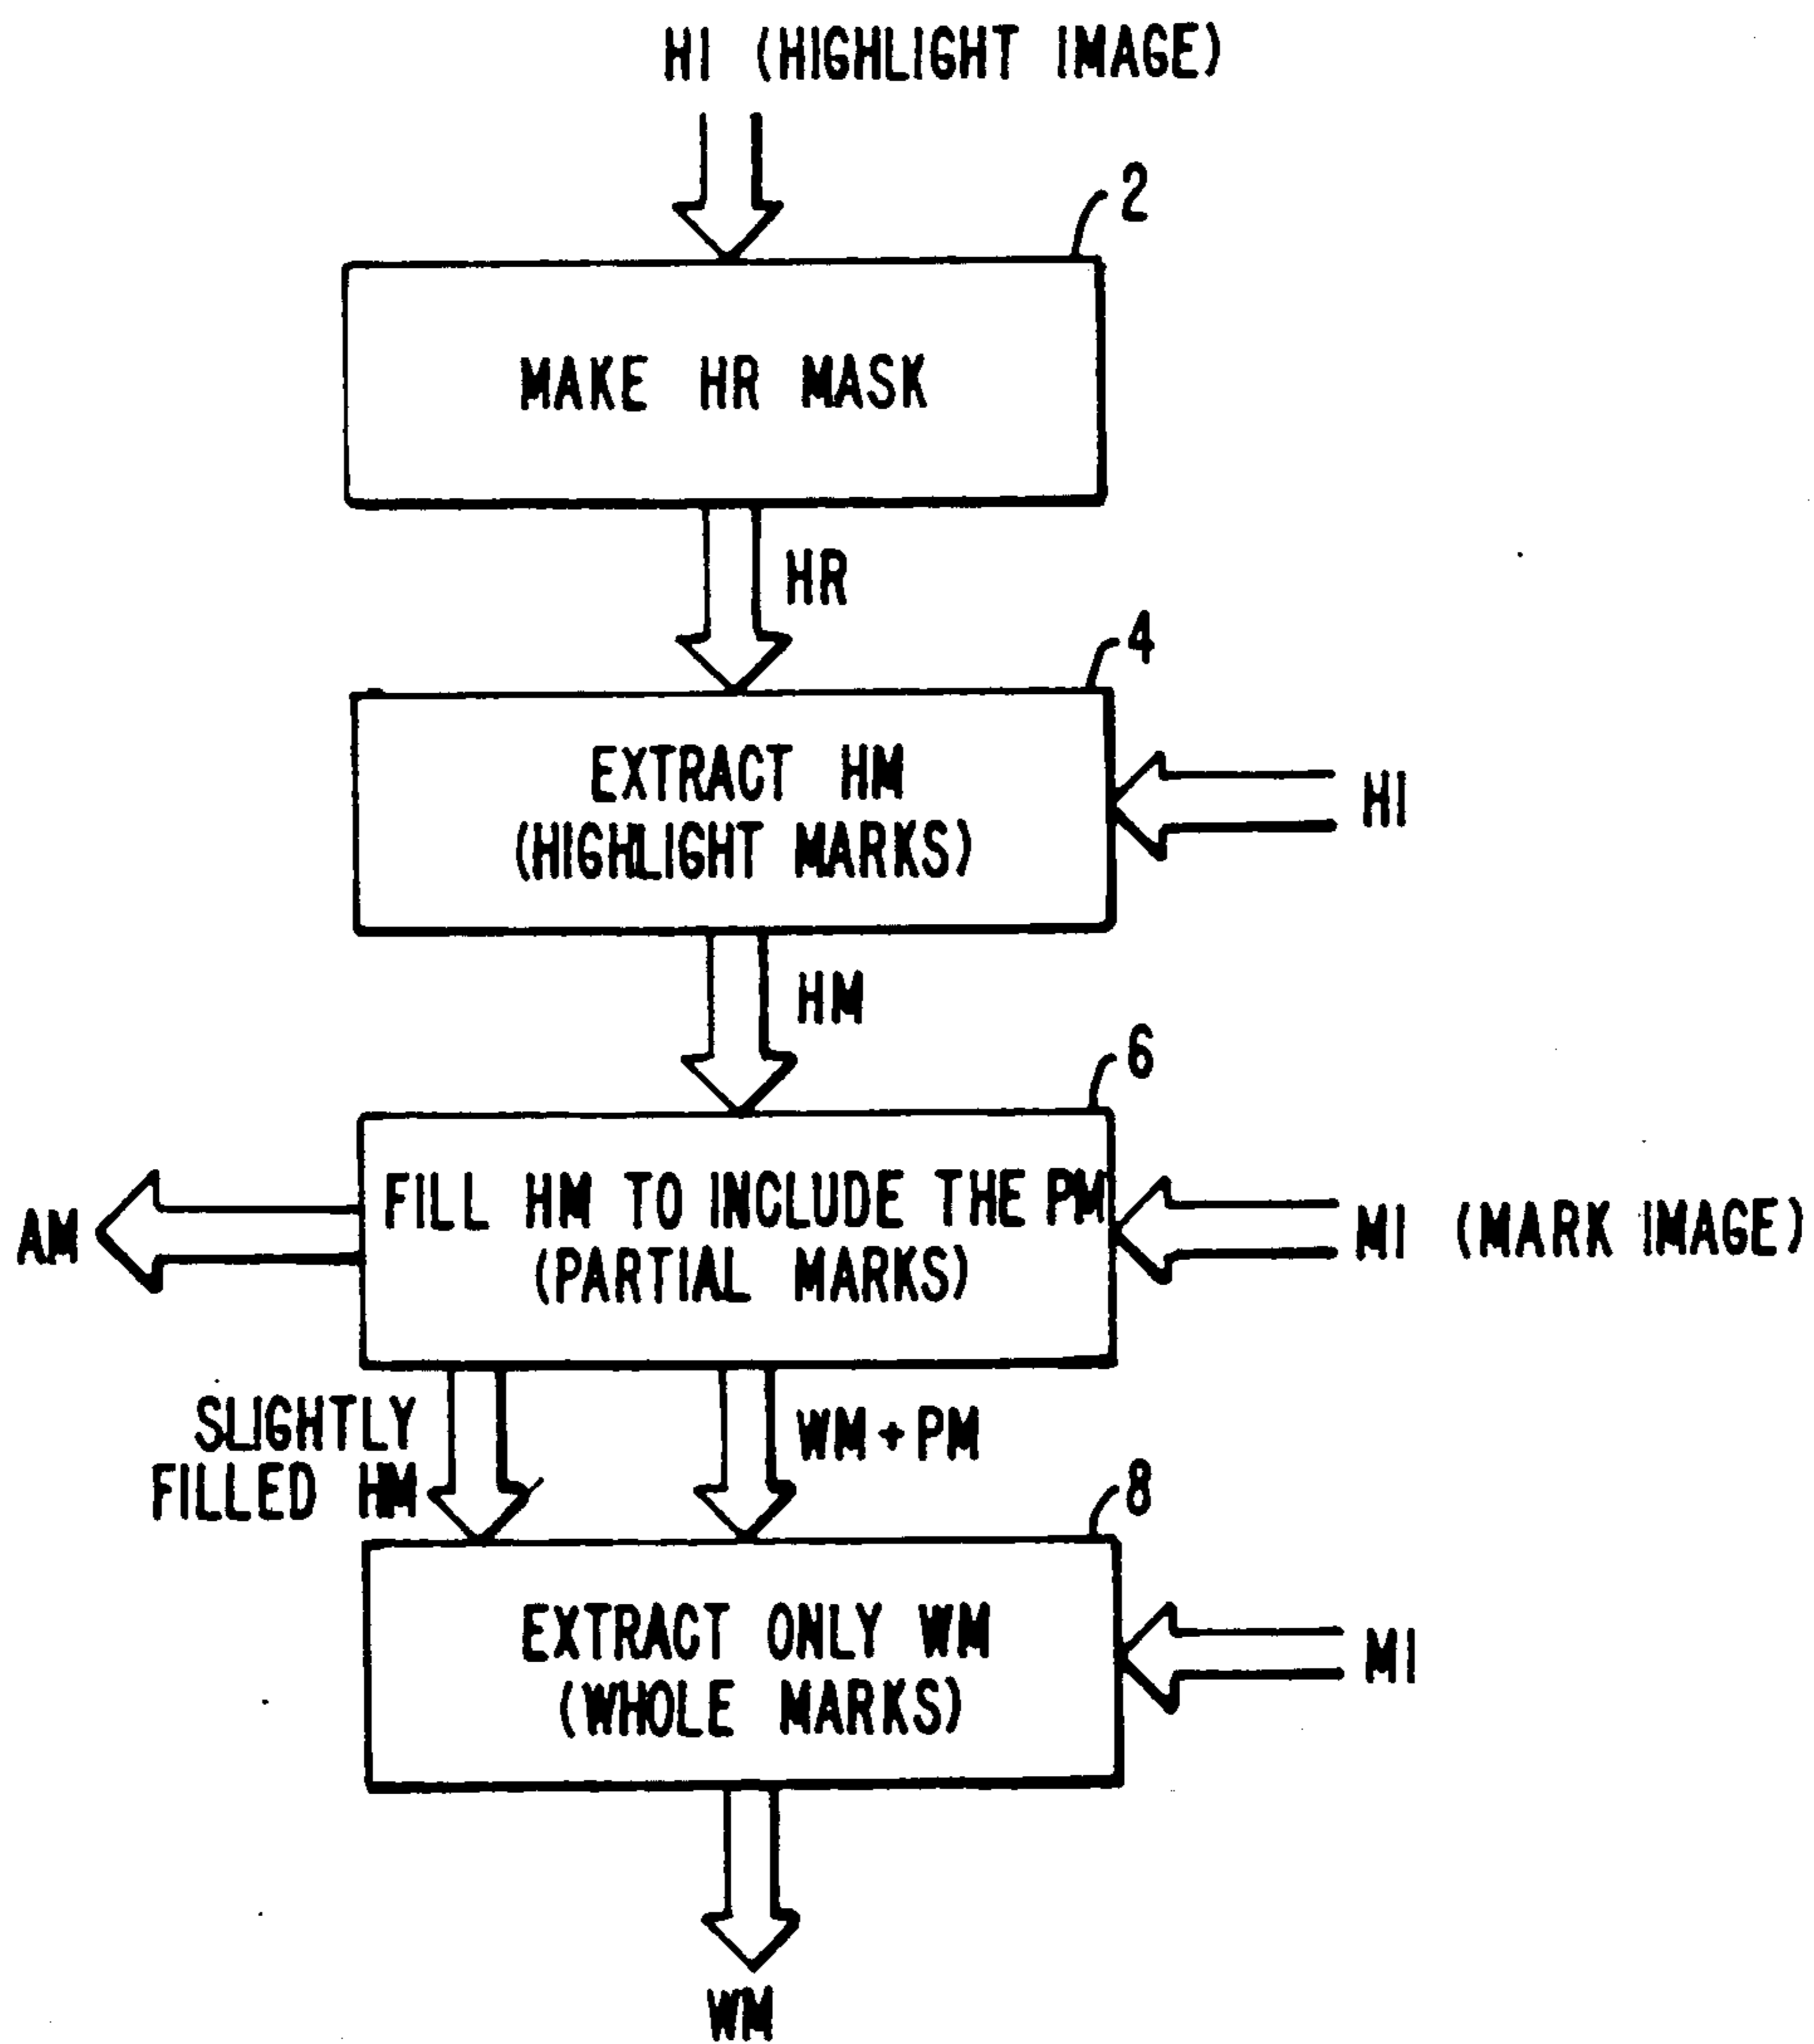 HI (HIGHLIGHT IMAGE)
2
MAKE HR MASK
HR
4
EXTRACT HM
(HIGHLIGHT MARKS)
HI
HM
6
FILL HM TO INCLUDE THE PM
(PARTIAL MARKS)
AM
MI (MARK IMAGE)
SLIGHTLY
FILLED HM
WM + PM
8
EXTRACT ONLY WM
(WHOLE MARKS)
MI
WM